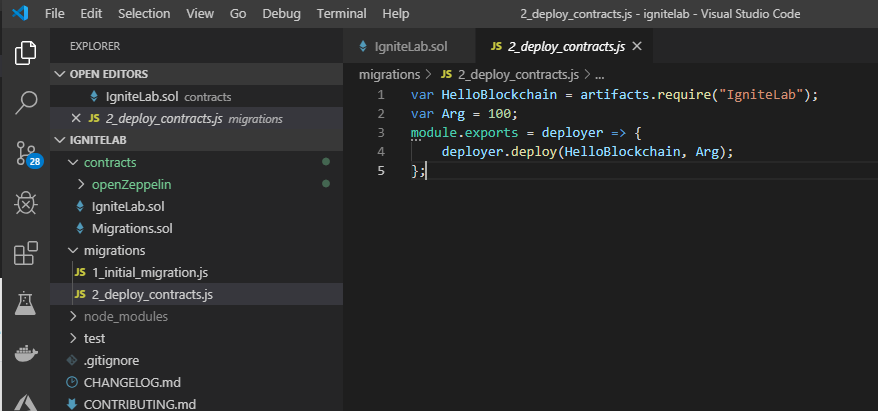 File Edit Selection View Go Debug Terminal Help 2_deploy_contracts.js - ignitelab - Visual Studio Code
EXPLORER
OPEN EDITORS
IgniteLab.sol contracts
JS 2_deploy_contracts.js migrations
IGNITELAB
contracts
openZeppelin
IgniteLab.sol
Migrations.sol
migrations
JS 1_initial_migration.js
JS 2_deploy_contracts.js
node_modules
test
.gitignore
CHANGELOG.md
CONTRIBUTING.md
28
IgniteLab.sol JS 2_deploy_contracts.js
migrations > JS 2_deploy_contracts.js > ...
1 var HelloBlockchain = artifacts.require("IgniteLab");
2 var Arg = 100;
3 module.exports = deployer => {
4 deployer.deploy(HelloBlockchain, Arg);
5 };